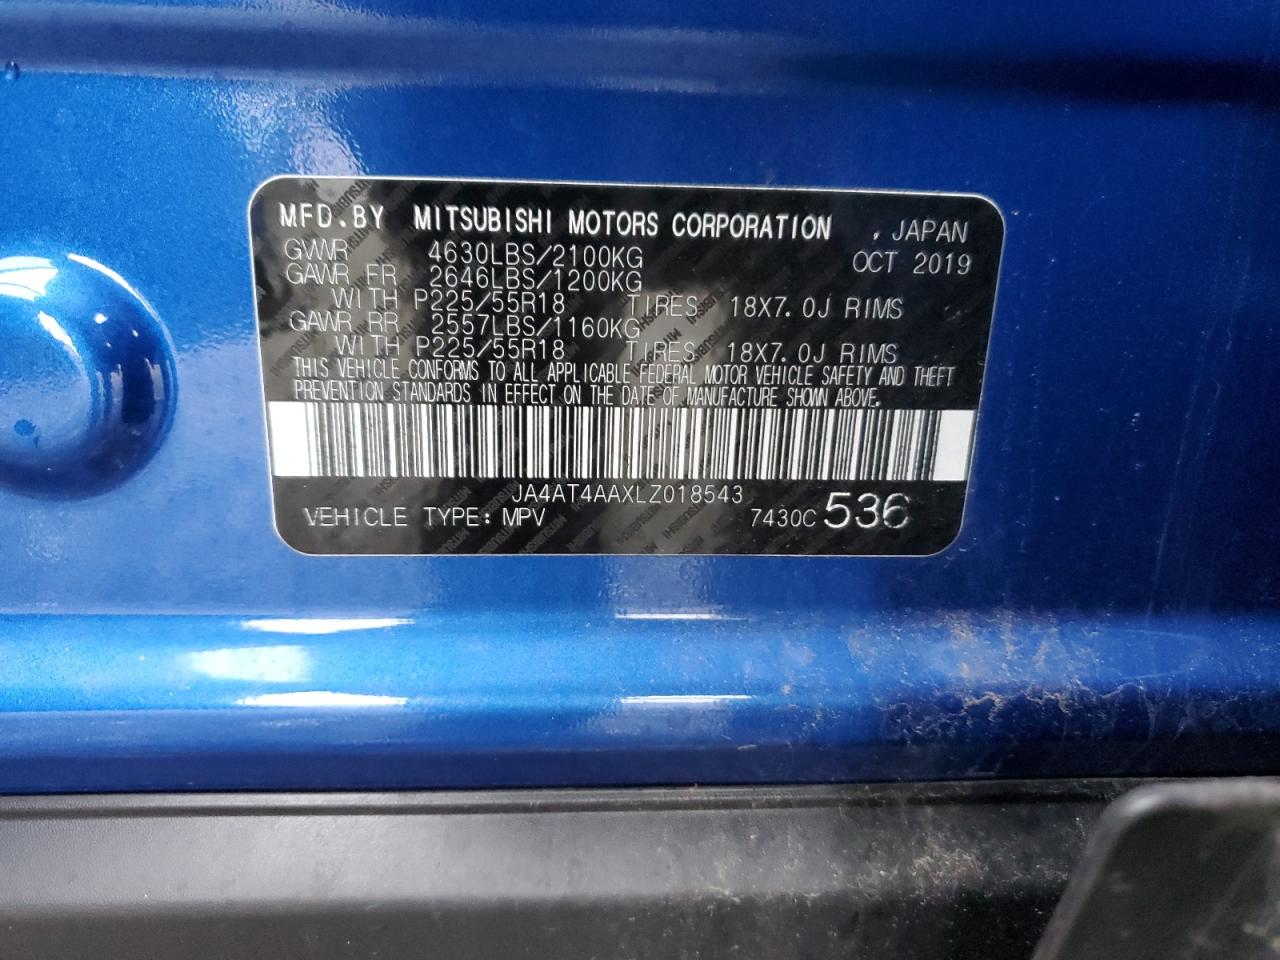 MFD.BY MITSUBISHI MOTORS CORPORATION , JAPAN
GVWR 4630LBS/2100KG OCT 2019
GAWR FR 2646LBS/1200KG
WITH P225/55R18 TIRES, 18X7.0J RIMS
GAWR RR 2557LBS/1160KG
WITH P225/55R18 TIRES, 18X7.0J RIMS
THIS VEHICLE CONFORMS TO ALL APPLICABLE FEDERAL MOTOR VEHICLE SAFETY AND THEFT
PREVENTION STANDARDS IN EFFECT ON THE DATE OF MANUFACTURE SHOWN ABOVE.
JA4AT4AAXLZ018543
VEHICLE TYPE: MPV 7430C 536